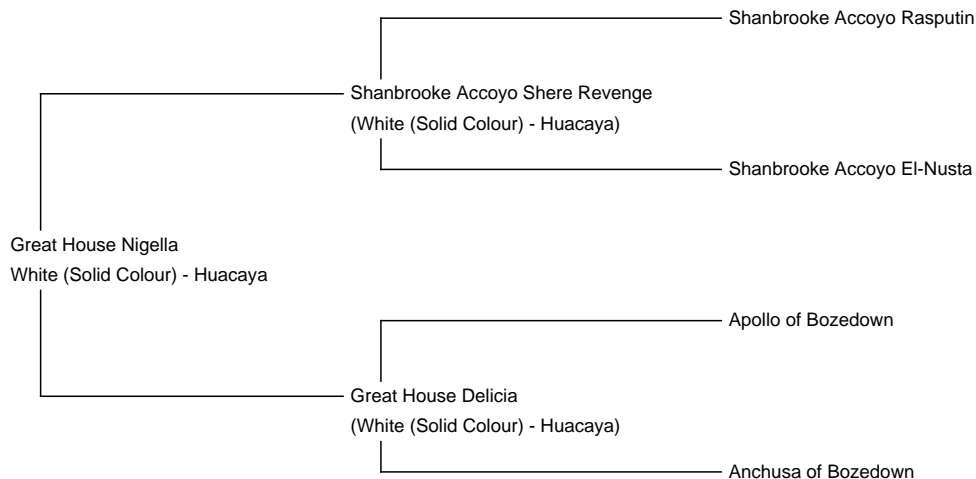 Shanbrooke Accoyo Rasputin
Shanbrooke Accoyo Shere Revenge
(White (Solid Colour) - Huacaya)
Shanbrooke Accoyo El-Nusta
Great House Nigella
White (Solid Colour) - Huacaya
Apollo of Bozedown
Great House Delicia
(White (Solid Colour) - Huacaya)
Anchusa of Bozedown